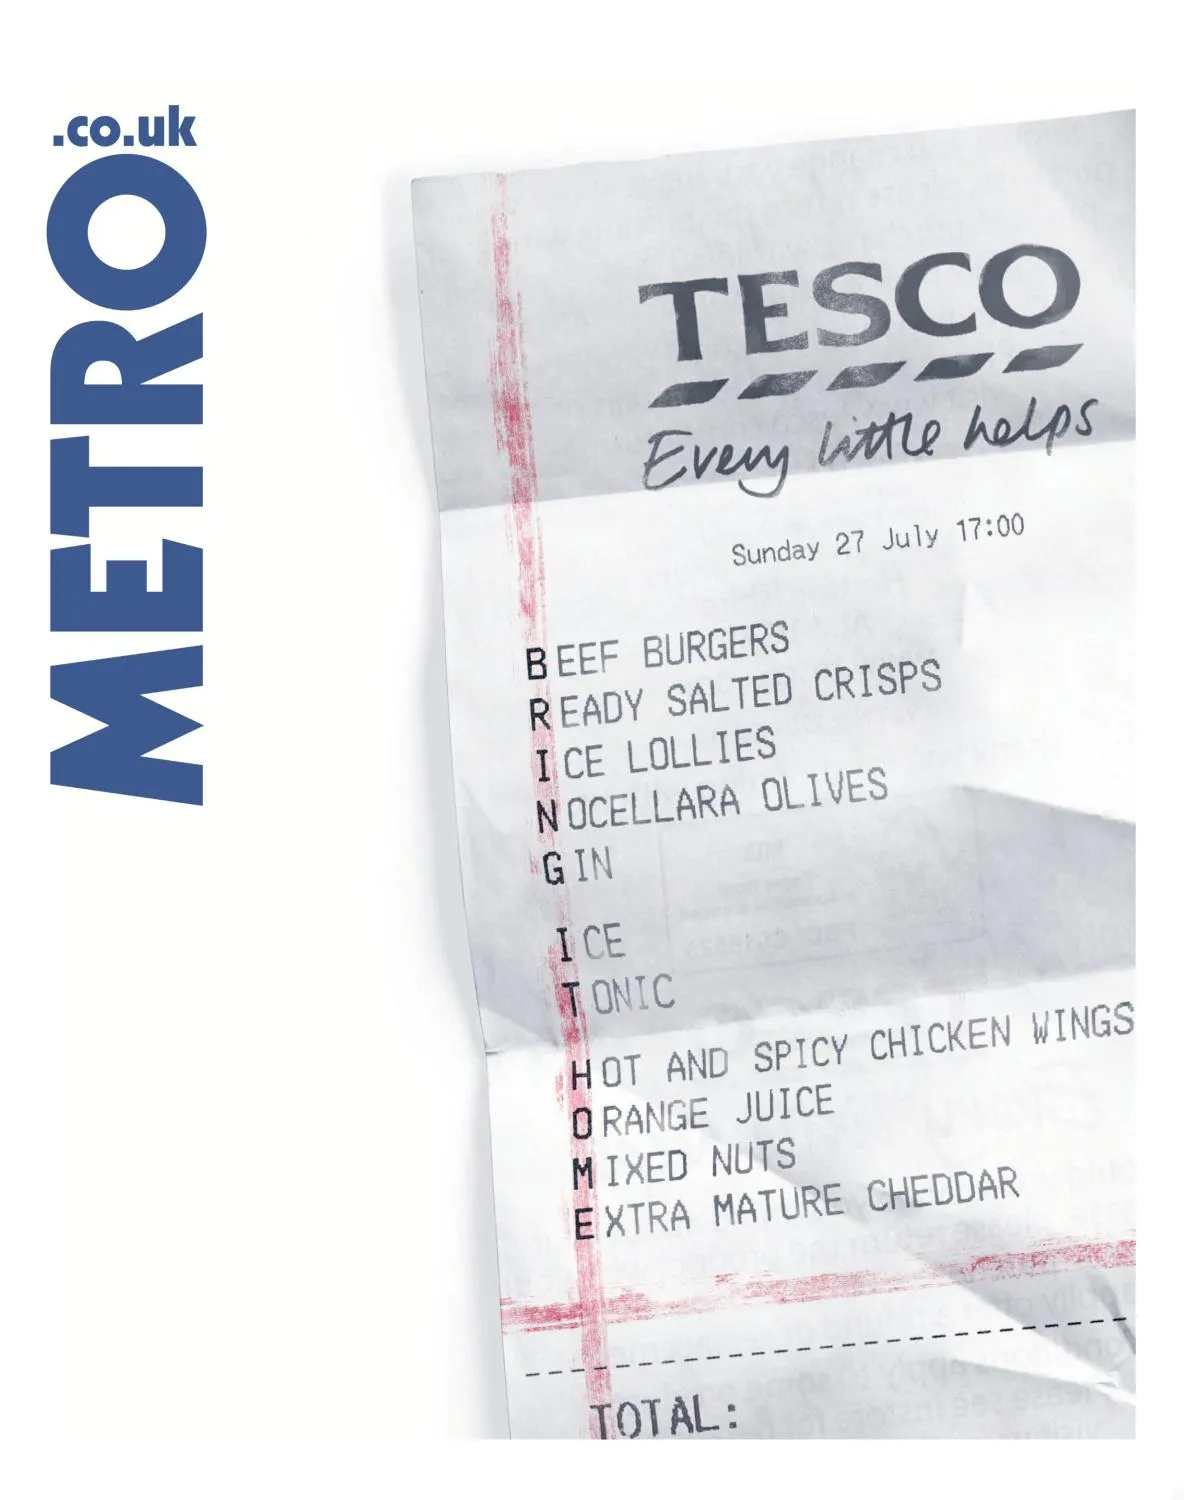 METRO.co.uk
TESCO
Every little helps
Sunday 27 July 17:00
BEEF BURGERS
READY SALTED CRISPS
ICE LOLLIES
NOCELLARA OLIVES
GIN
ICE
TONIC
HOT AND SPICY CHICKEN WINGS
ORANGE JUICE
MIXED NUTS
EXTRA MATURE CHEDDAR
TOTAL: